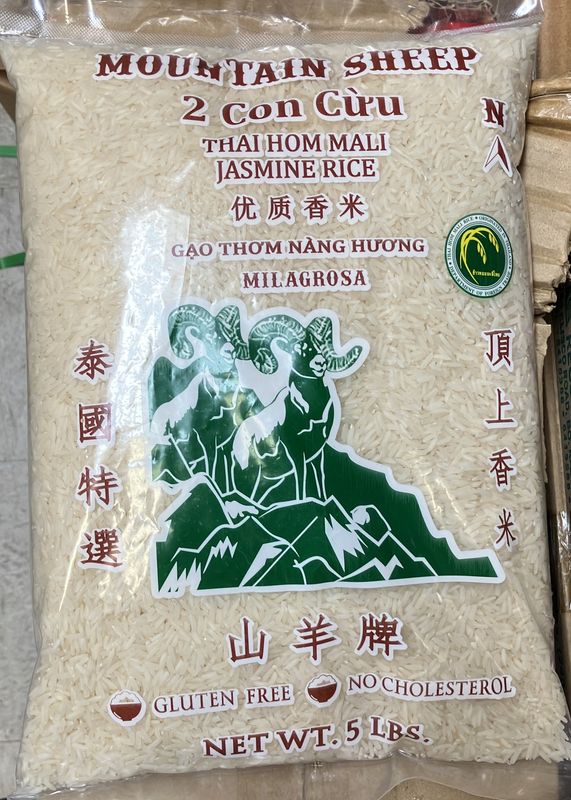 MOUNTAIN SHEEP
2 Con Cừu
THAI HOM MALI
JASMINE RICE
优质香米
GẠO THƠM NÀNG HƯƠNG
MILAGROSA
N
泰國特選
頂上香米
山羊牌
GLUTEN FREE
NO CHOLESTEROL
NET WT. 5 LBS.